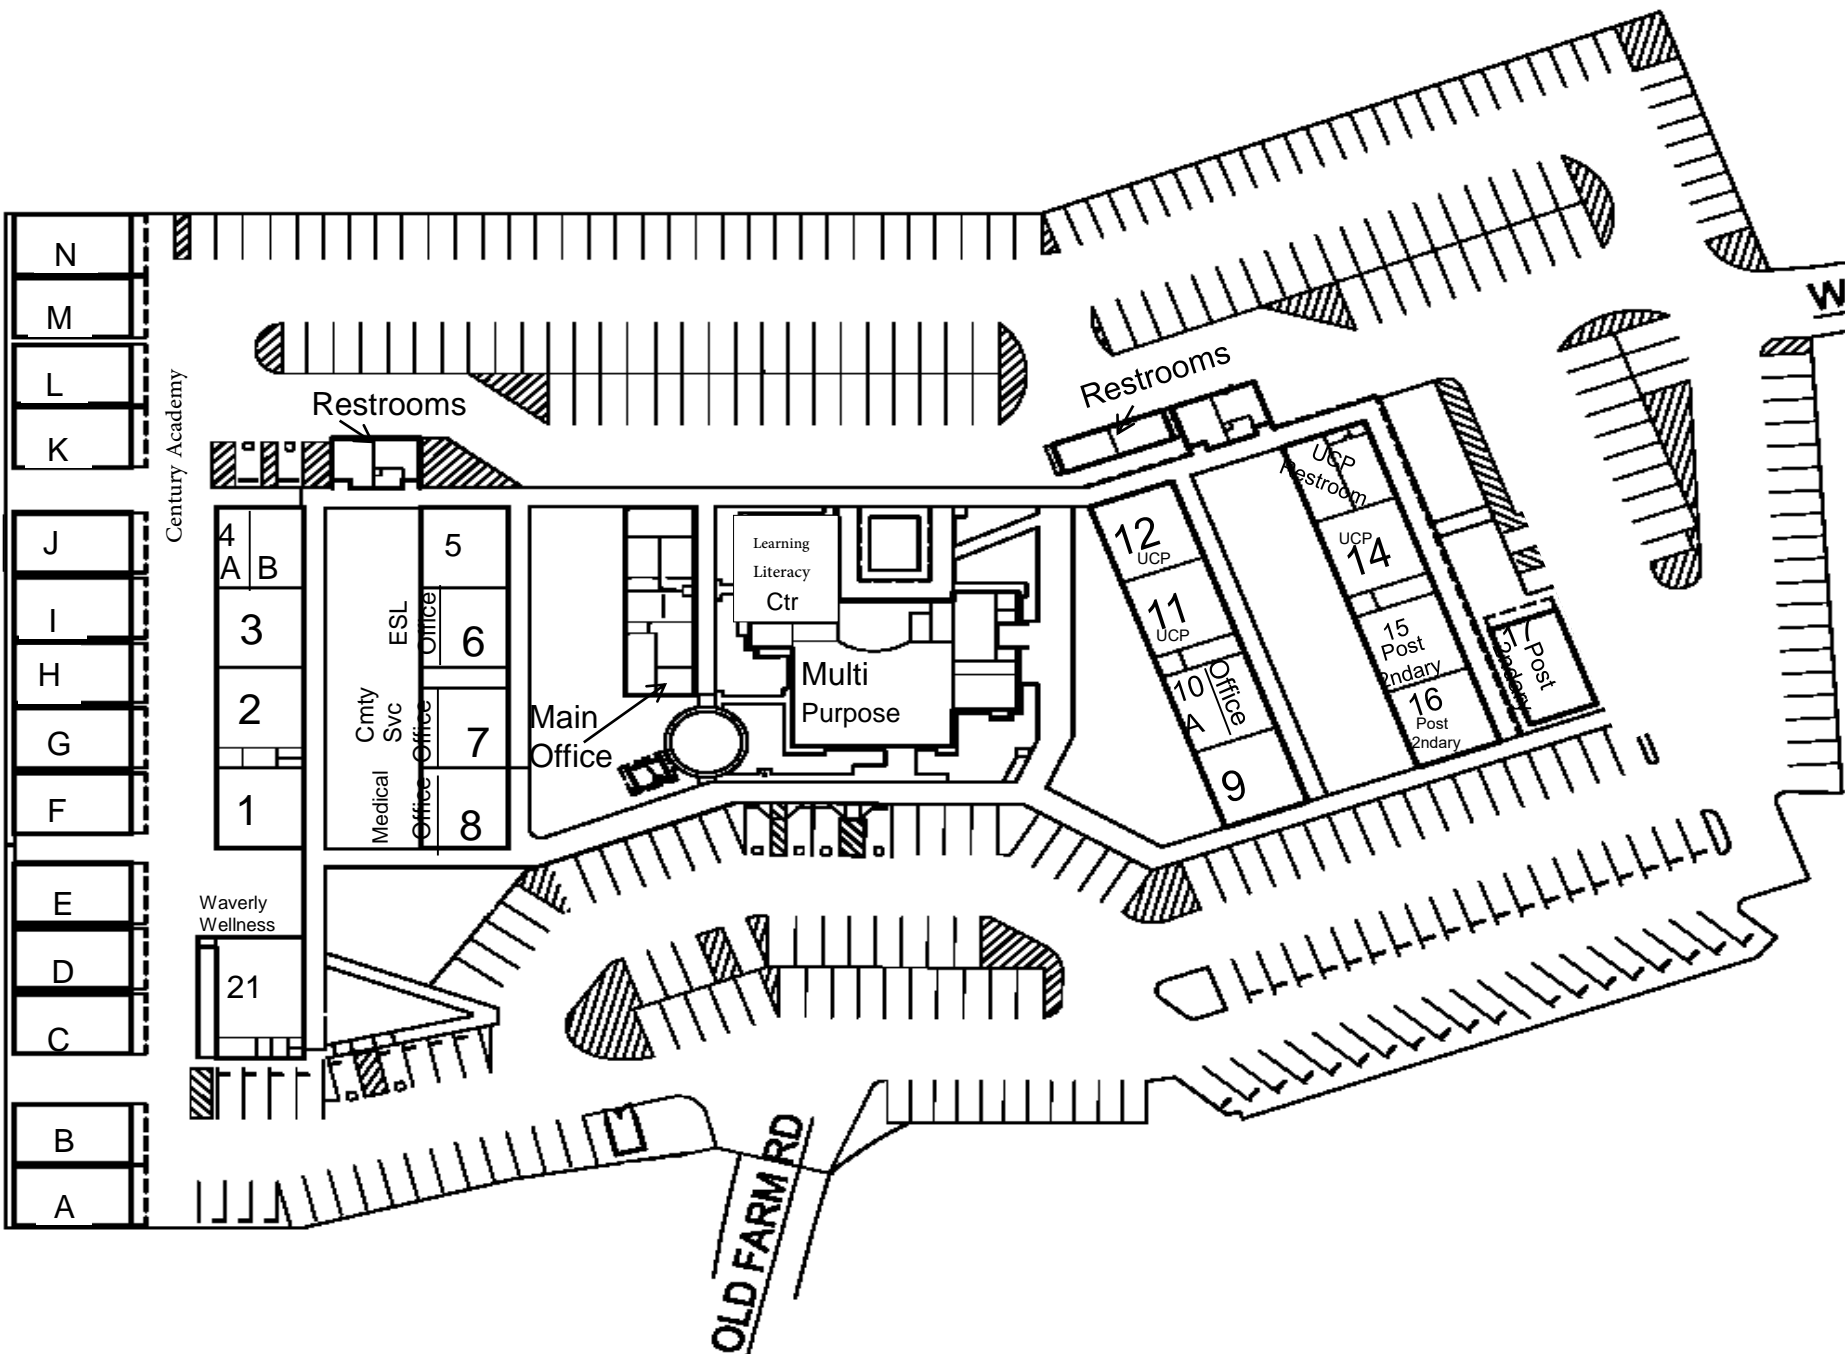 N
M
L
K
J
I
H
G
F
E
D
C
B
A
Century Academy
Restrooms
4
A
B
3
2
1
Waverly
Wellness
21
5
ESL
Office
6
Cmty
Svc
Office
7
Medical
Office
8
Main
Office
Learning
Literacy
Ctr
Multi
Purpose
Restrooms
12
UCP
11
UCP
10
A
Office
9
UCP
Restroom
UCP
14
15
Post
2ndary
16
Post
2ndary
17
Post
2ndary
W
OLD FARM RD